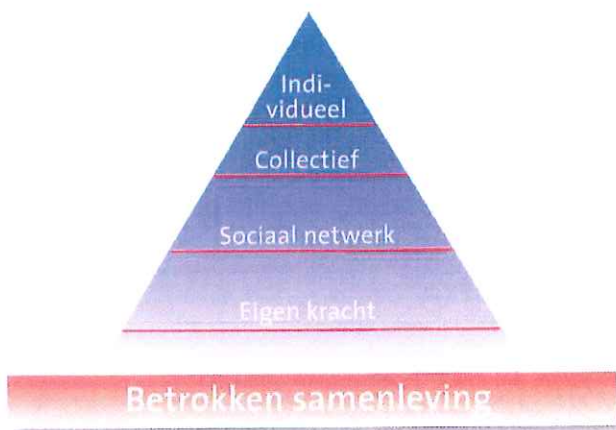 Indi-
vidueel
Collectief
Sociaal netwerk
Eigen kracht
Betrokken samenleving